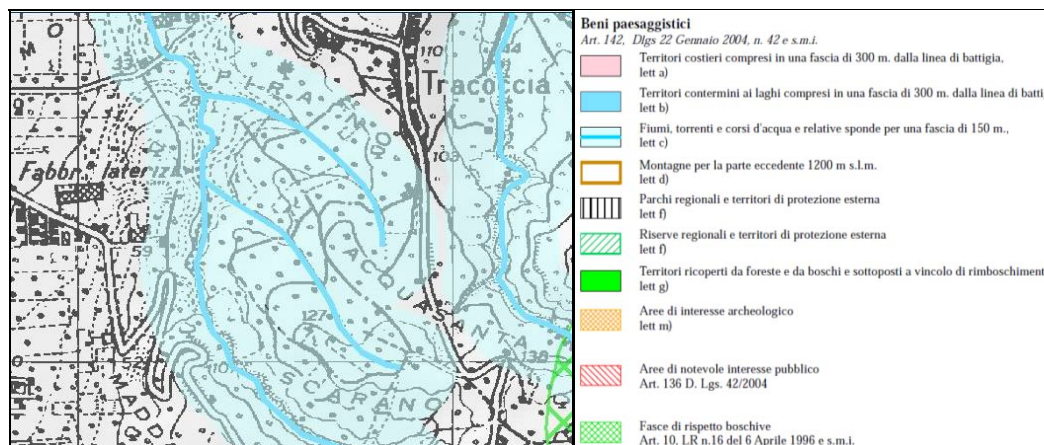 M O
33
28
PIRAINO
110
44
Tracoccia
103
Fabbr. laterizi
59
ACQUASANTA
127
138
110
SCARANO
MAD
Beni paesaggistici
Art. 142, Dlgs 22 Gennaio 2004, n. 42 e s.m.i.
Territori costieri compresi in una fascia di 300 m. dalla linea di battigia,
lett a)
Territori contermini ai laghi compresi in una fascia di 300 m. dalla linea di batti
lett b)
Fiumi, torrenti e corsi d'acqua e relative sponde per una fascia di 150 m.,
lett c)
Montagne per la parte eccedente 1200 m s.l.m.
lett d)
Parchi regionali e territori di protezione esterna
lett f)
Riserve regionali e territori di protezione esterna
lett f)
Territori ricoperti da foreste e da boschi e sottoposti a vincolo di rimboschiment
lett g)
Aree di interesse archeologico
lett m)
Aree di notevole interesse pubblico
Art. 136 D. Lgs. 42/2004
Fasce di rispetto boschive
Art. 10, LR n.16 del 6 Aprile 1996 e s.m.i.